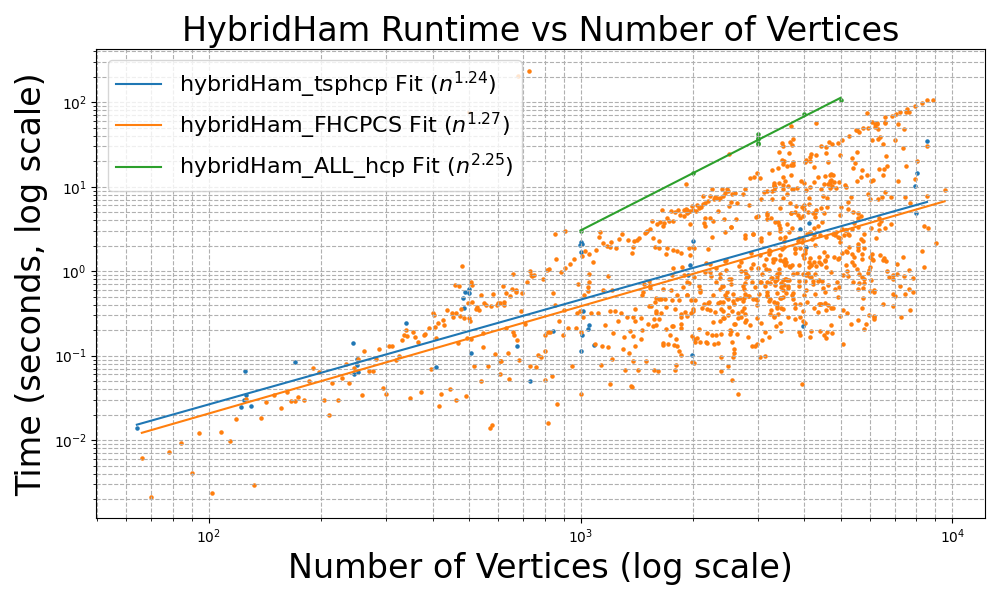 HybridHam Runtime vs Number of Vertices
hybridHam_tsphcp Fit (n^1.24)
hybridHam_FHCPCS Fit (n^1.27)
hybridHam_ALL_hcp Fit (n^2.25)
Time (seconds, log scale)
10^2
10^1
10^0
10^−1
10^−2
10^2
10^3
10^4
Number of Vertices (log scale)